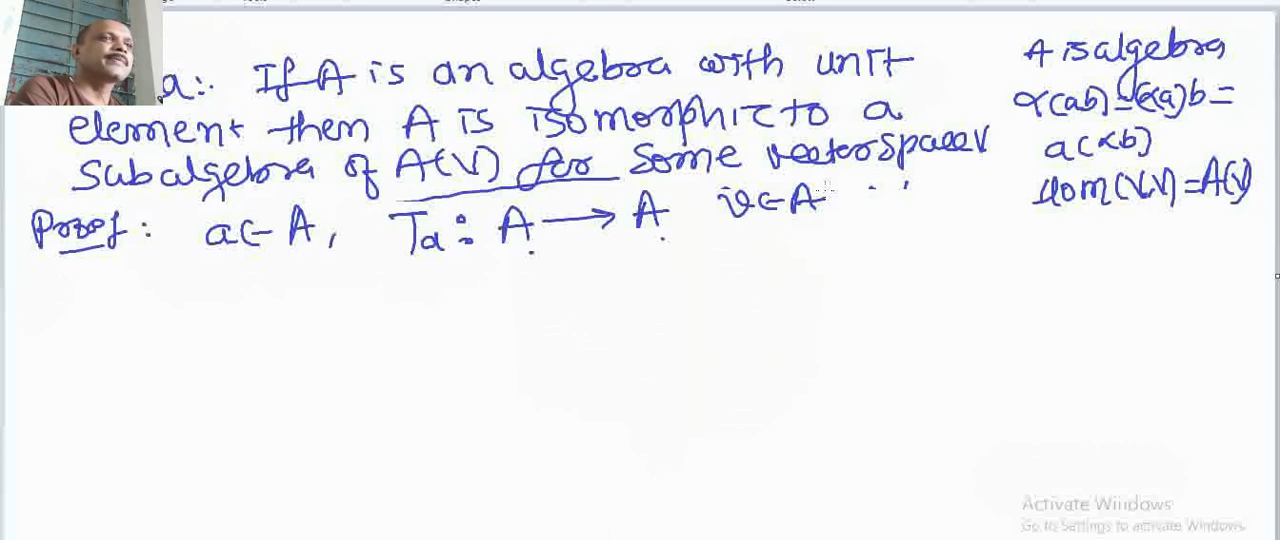 a:. If A is an algebra with unit
element then A is isomorphic to a
subalgebra of A(V) for some vectorspace V
Proof : a ∈ A, Ta : A → A v ∈ A
A is algebra
α(ab) = (αa)b =
a(αb)
Hom(V,V) = A(V)
Activate Windows
Go to Settings to activate Windows.